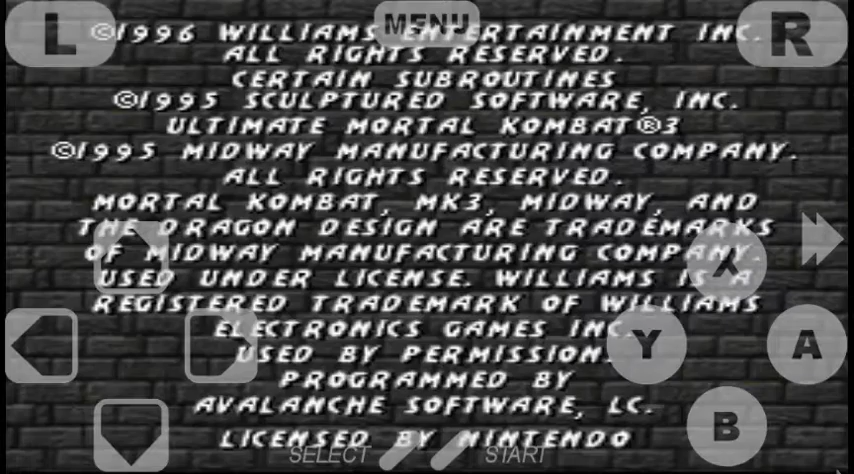 L
MENU
R
©1996 WILLIAMS ENTERTAINMENT INC.
ALL RIGHTS RESERVED.
CERTAIN SUBROUTINES
©1995 SCULPTURED SOFTWARE, INC.
ULTIMATE MORTAL KOMBAT®3
©1995 MIDWAY MANUFACTURING COMPANY.
ALL RIGHTS RESERVED.
MORTAL KOMBAT, MK3, MIDWAY, AND
THE DRAGON DESIGN ARE TRADEMARKS
OF MIDWAY MANUFACTURING COMPANY.
USED UNDER LICENSE. WILLIAMS IS A
REGISTERED TRADEMARK OF WILLIAMS
ELECTRONICS GAMES INC.
USED BY PERMISSION.
PROGRAMMED BY
AVALANCHE SOFTWARE, LC.
LICENSED BY NINTENDO
X
Y
A
B
SELECT
START